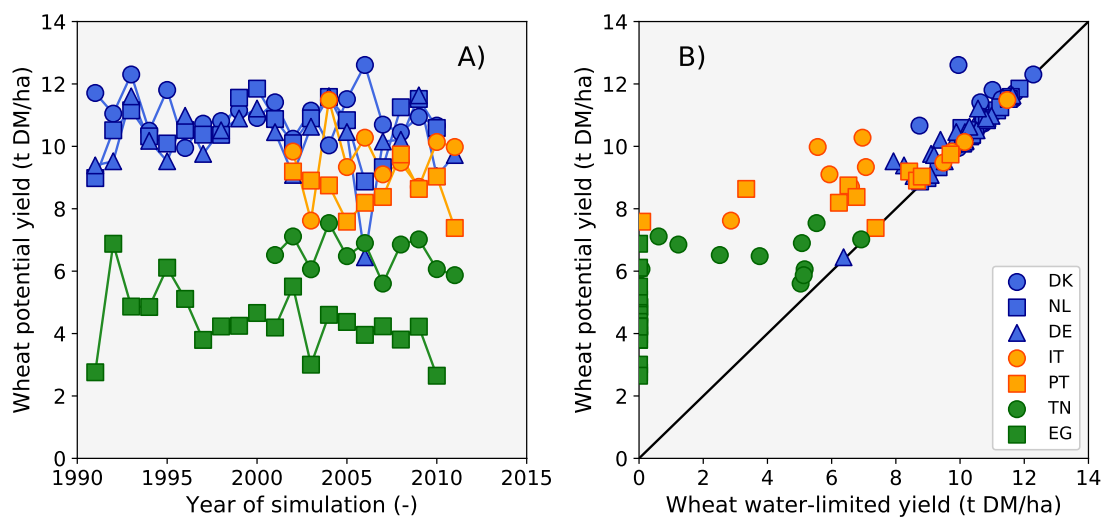 A)
Wheat potential yield (t DM/ha)
14
12
10
8
6
4
2
0
1990
1995
2000
2005
2010
2015
Year of simulation (-)
B)
Wheat potential yield (t DM/ha)
14
12
10
8
6
4
2
0
0
2
4
6
8
10
12
14
Wheat water-limited yield (t DM/ha)
DK
NL
DE
IT
PT
TN
EG